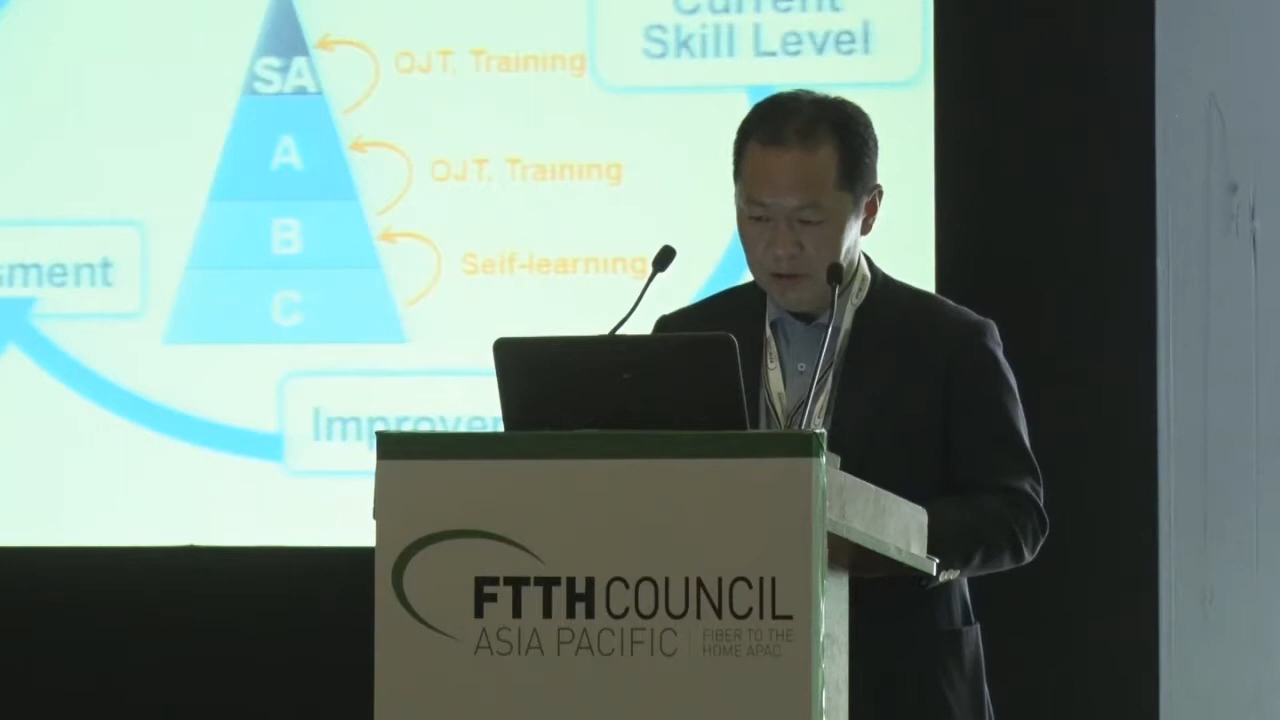 Current
Skill Level
SA
OJT, Training
A
OJT, Training
B
Self-learning
C
sment
Improvem
FTTH COUNCIL
ASIA PACIFIC
FIBER TO THE
HOME APAC